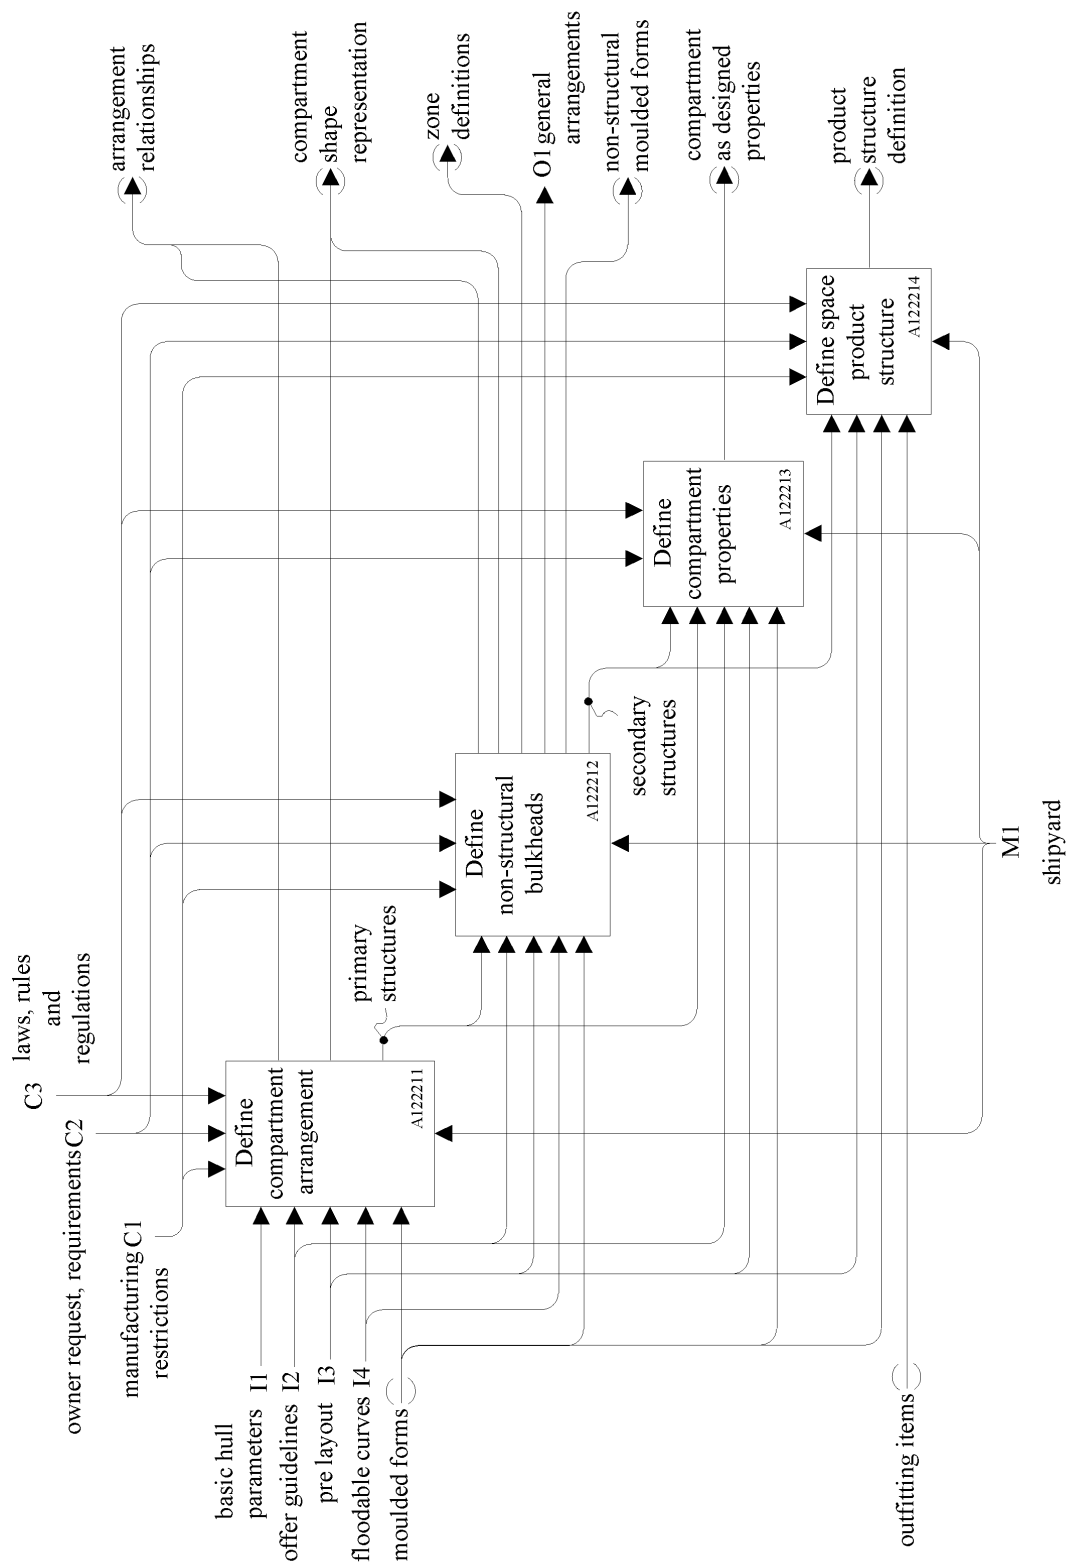 C3
laws, rules
and
regulations
owner request, requirements C2
manufacturing C1
restrictions
basic hull
parameters I1
offer guidelines I2
pre layout I3
floodable curves I4
moulded forms
outfitting items
Define
compartment
arrangement
A122211
primary
structures
Define
non-structural
bulkheads
A122212
secondary
structures
Define
compartment
properties
A122213
Define space
product
structure
A122214
M1
shipyard
arrangement
relationships
compartment
shape
representation
zone
definitions
O1 general
arrangements
non-structural
moulded forms
compartment
as designed
properties
product
structure
definition